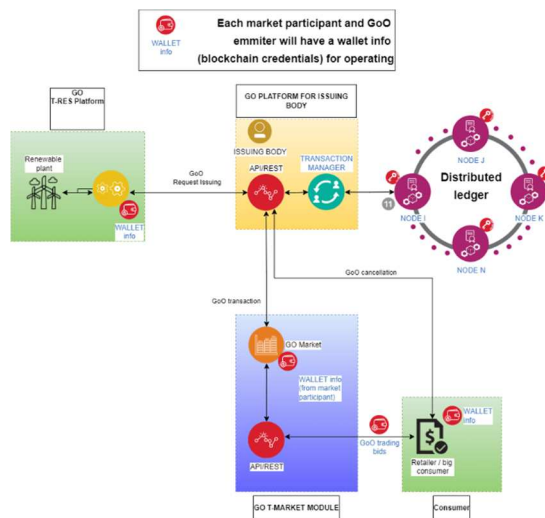 Each market participant and GoO
emmiter will have a wallet info
(blockchain credentials) for operating
WALLET
info
GO
T-RES Platform
GO PLATFORM FOR ISSUING
BODY
Renewable
plant
WALLET
info
GoO
Request Issuing
ISSUING BODY
API/REST
TRANSACTION
MANAGER
NODE J
Distributed
ledger
NODE I
11
NODE K
NODE N
GoO cancellation
GoO transaction
GO Market
WALLET info
(from market
participant)
API/REST
GoO trading
bids
WALLET
info
Retailer / big
consumer
GO T-MARKET MODULE
Consumer